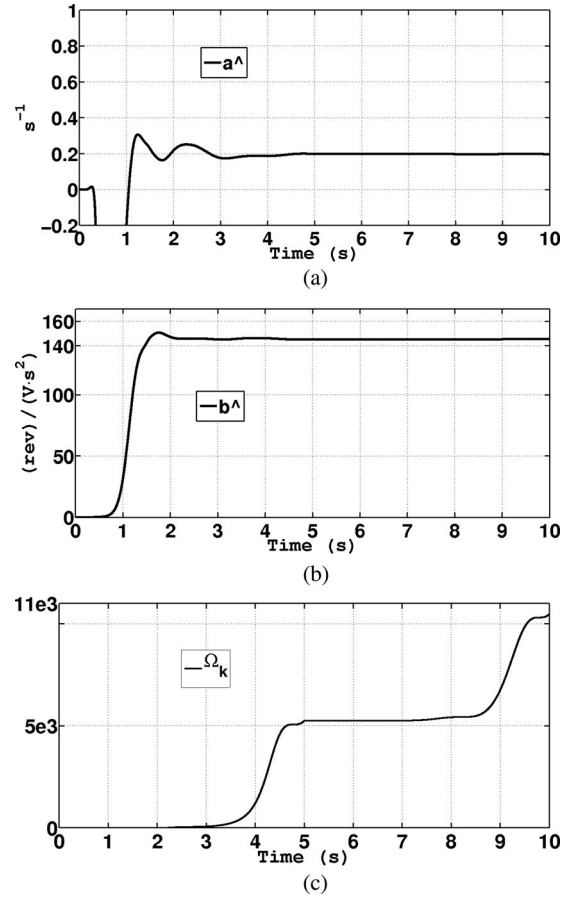 1
0.8
0.6
0.4
0.2
0
−0.2
s⁻¹
a^
0 1 2 3 4 5 6 7 8 9 10
Time (s)
(a)
160
140
100
50
0
(rev)/(V·s²)
b^
0 1 2 3 4 5 6 7 8 9 10
Time (s)
(b)
11e3
5e3
0
Ωk
0 1 2 3 4 5 6 7 8 9 10
Time (s)
(c)